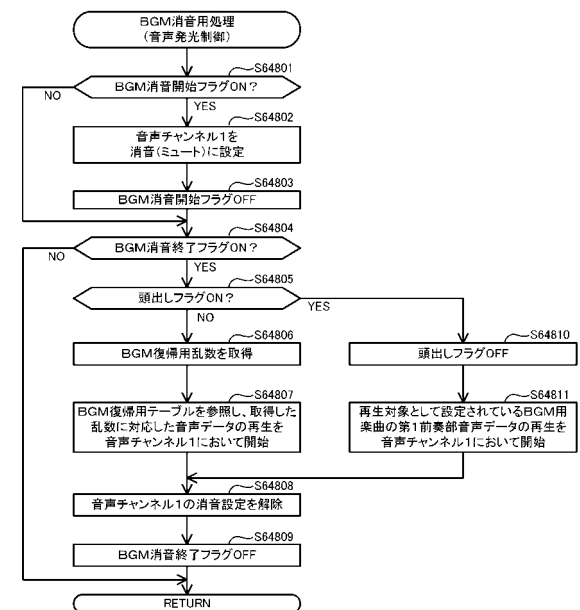 BGM消音用処理
(音声発光制御)
S64801
BGM消音開始フラグON?
NO
YES
S64802
音声チャンネル1を
消音(ミュート)に設定
S64803
BGM消音開始フラグOFF
S64804
BGM消音終了フラグON?
NO
YES
S64805
頭出しフラグON?
YES
NO
S64806
BGM復帰用乱数を取得
S64810
頭出しフラグOFF
S64807
BGM復帰用テーブルを参照し、取得した
乱数に対応した音声データの再生を
音声チャンネル1において開始
S64811
再生対象として設定されているBGM用
楽曲の第1前奏部音声データの再生を
音声チャンネル1において開始
S64808
音声チャンネル1の消音設定を解除
S64809
BGM消音終了フラグOFF
RETURN